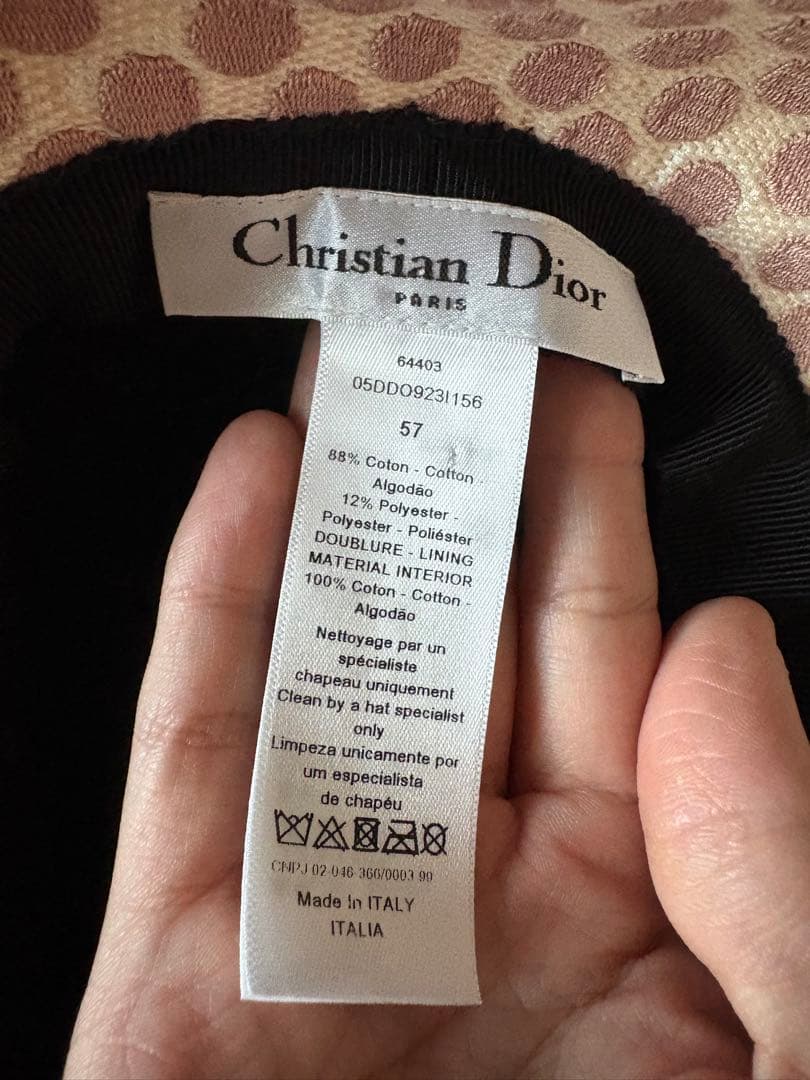 Christian Dior
PARIS
64403
05DDO923I156
57
88% Coton - Cotton -
Algodão
12% Polyester -
Polyester - Poliéster
DOUBLURE - LINING
MATERIAL INTERIOR
100% Coton - Cotton -
Algodão
Nettoyage par un
spécialiste
chapeau uniquement
Clean by a hat specialist
only
Limpeza unicamente por
um especialista
de chapéu
CNPJ 02-046-366/0003-99
Made In ITALY
ITALIA